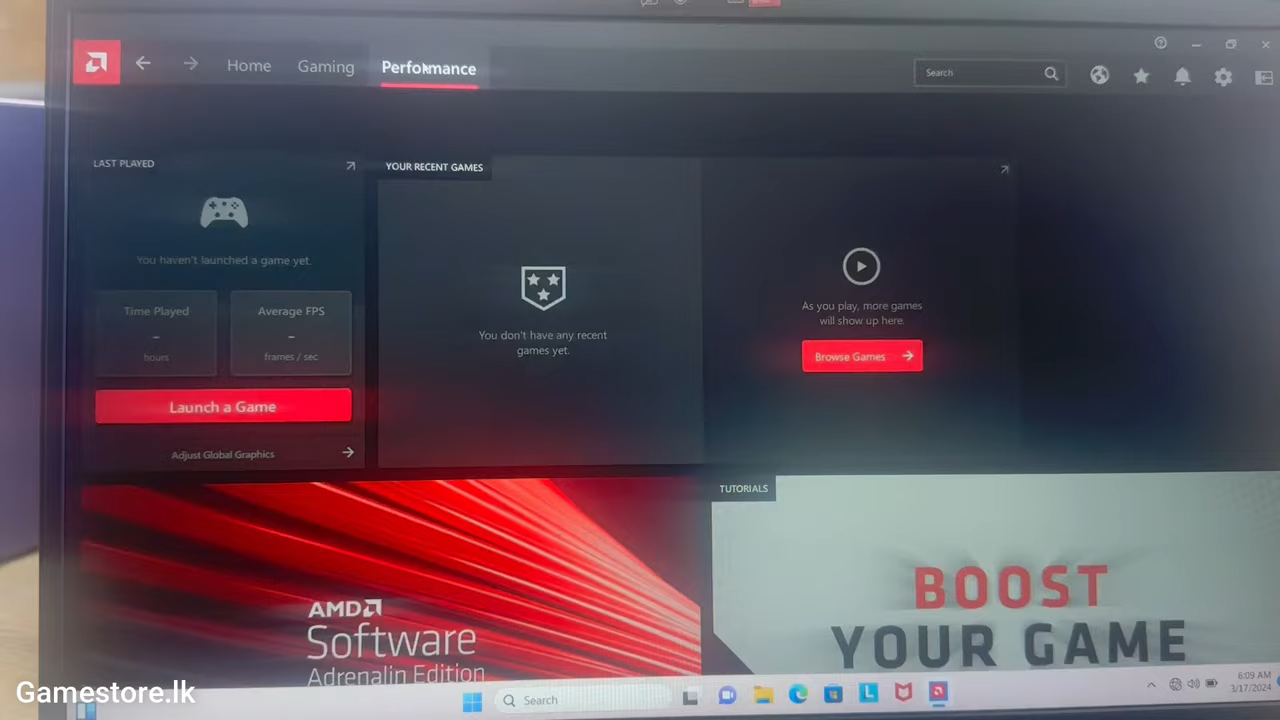 Home Gaming Performance
Search
LAST PLAYED
You haven't launched a game yet.
Time Played
-
hours
Average FPS
-
frames / sec
Launch a Game
Adjust Global Graphics
YOUR RECENT GAMES
You don't have any recent
games yet.
As you play, more games
will show up here.
Browse Games
AMD
Software
Adrenalin Edition
TUTORIALS
BOOST
YOUR GAME
Gamestore.lk
Search
6:09 AM
3/17/2024